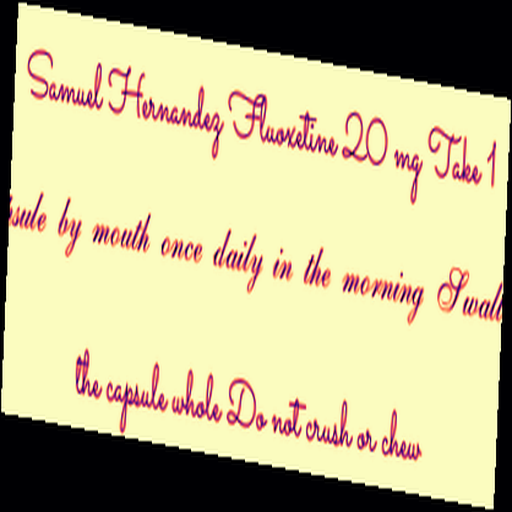 Samuel Hernandez Fluoxetine 20 mg Take 1
by mouth once daily in the morning
the capsule whole Do not crush or chew